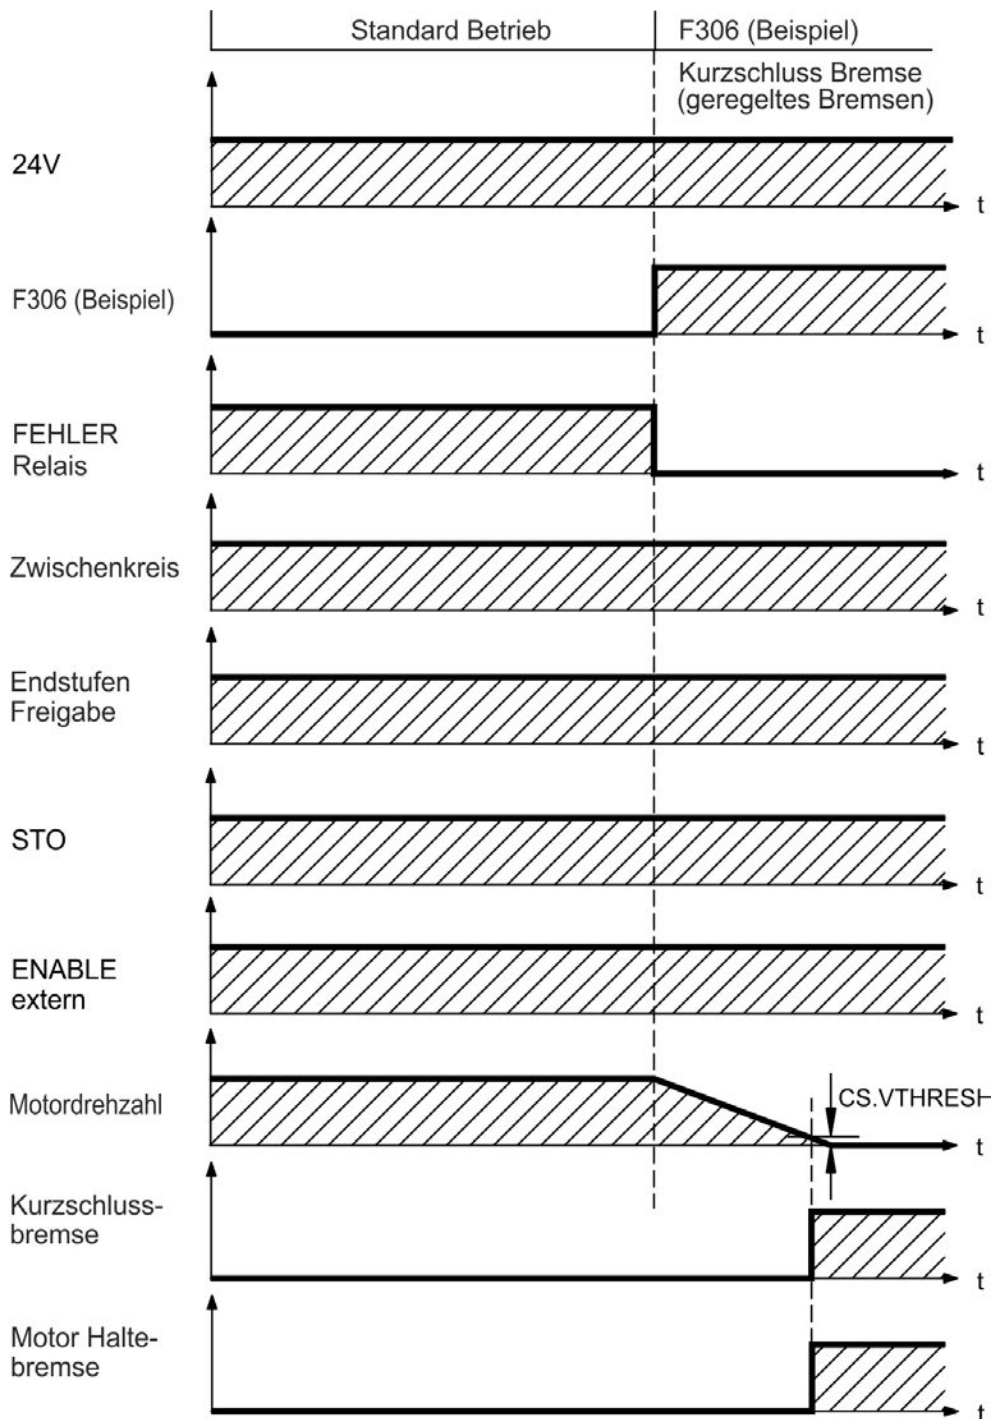 Standard Betrieb
F306 (Beispiel)
Kurzschluss Bremse
(geregeltes Bremsen)
24V
t
F306 (Beispiel)
t
FEHLER
Relais
t
Zwischenkreis
t
Endstufen
Freigabe
t
STO
t
ENABLE
extern
t
Motordrehzahl
CS.VTHRESH
t
Kurzschluss-
bremse
t
Motor Halte-
bremse
t